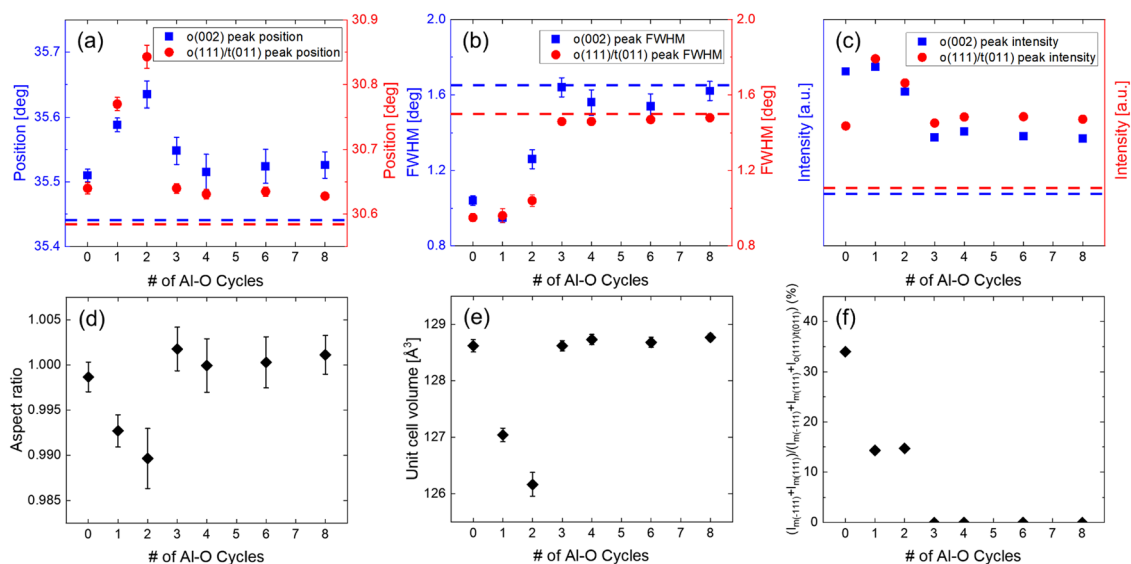 (a)
o(002) peak position
o(111)/t(011) peak position
35.7
35.6
35.5
35.4
Position [deg]
30.9
30.8
30.7
30.6
Position [deg]
0 1 2 3 4 5 6 7 8
# of Al-O Cycles
(b)
o(002) peak FWHM
o(111)/t(011) peak FWHM
2.0
1.6
1.2
0.8
FWHM [deg]
2.0
1.8
1.6
1.4
1.2
1.0
0.8
FWHM [deg]
0 1 2 3 4 5 6 7 8
# of Al-O Cycles
(c)
o(002) peak intensity
o(111)/t(011) peak intensity
Intensity [a.u.]
Intensity [a.u.]
0 1 2 3 4 5 6 7 8
# of Al-O Cycles
(d)
1.005
1.000
0.995
0.990
0.985
Aspect ratio
0 1 2 3 4 5 6 7 8
# of Al-O Cycles
(e)
129
128
127
126
Unit cell volume [Å³]
0 1 2 3 4 5 6 7 8
# of Al-O Cycles
(f)
40
30
20
10
0
(Im(-111)+Im(111))/(Im(-111)+Im(111)+Io(111)/t(011)) (%)
0 1 2 3 4 5 6 7 8
# of Al-O Cycles